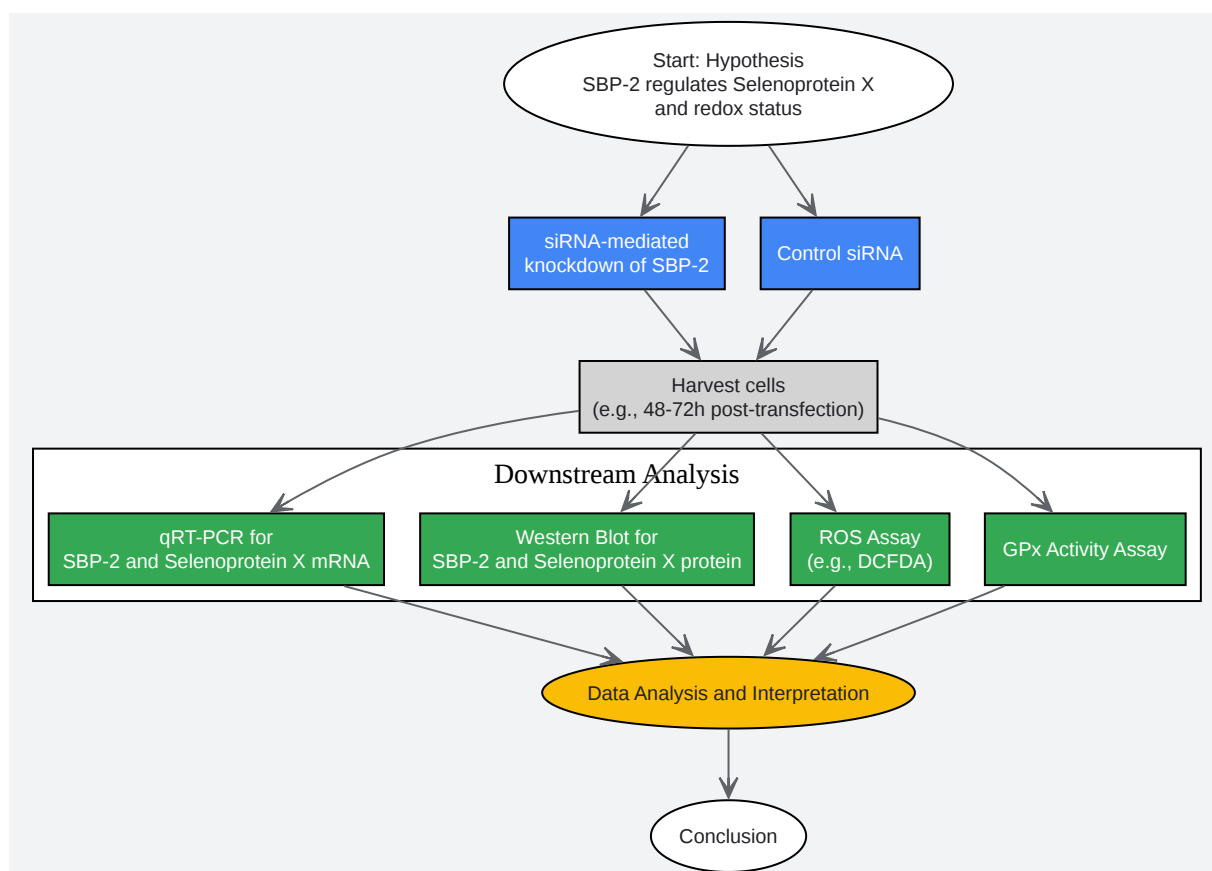 Start: Hypothesis
SBP-2 regulates Selenoprotein X
and redox status
siRNA-mediated
knockdown of SBP-2
Control siRNA
Harvest cells
(e.g., 48-72h post-transfection)
Downstream Analysis
qRT-PCR for
SBP-2 and Selenoprotein X mRNA
Western Blot for
SBP-2 and Selenoprotein X protein
ROS Assay
(e.g., DCFDA)
GPx Activity Assay
Data Analysis and Interpretation
Conclusion